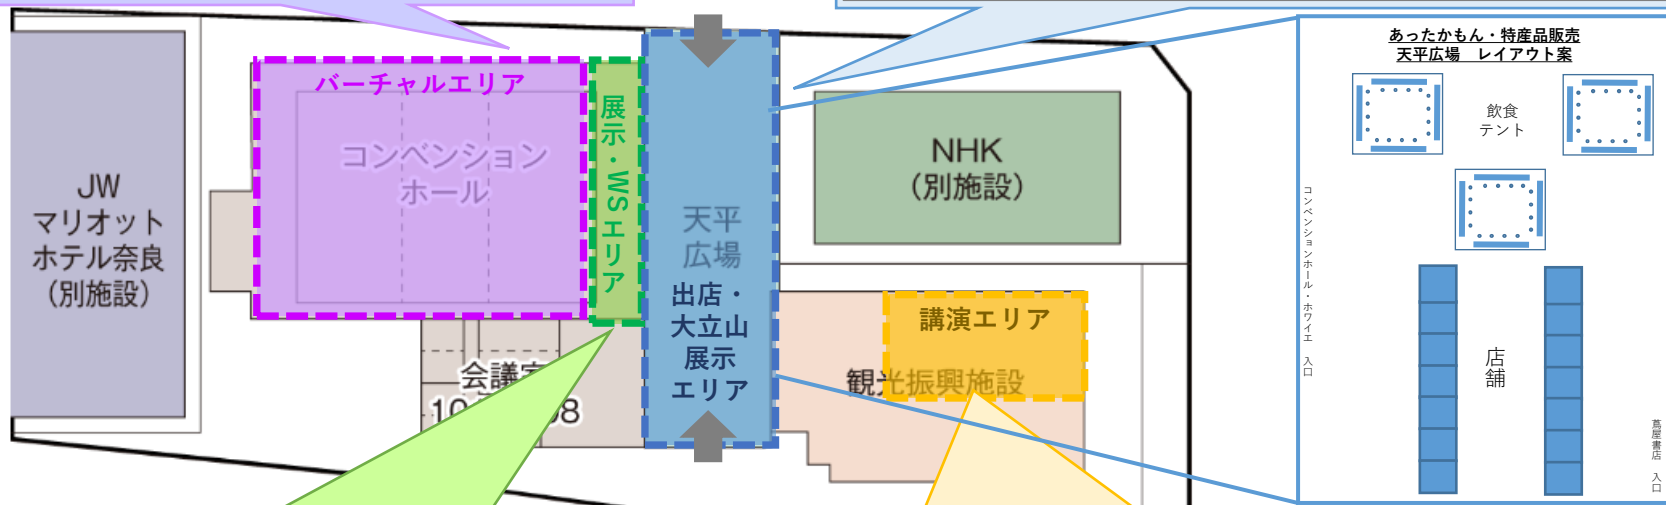 バーチャルエリア
コンベンション
ホール
展示・WSエリア
JW
マリオット
ホテル奈良
（別施設）
天平
広場
出店・
大立山
展示
エリア
NHK
（別施設）
講演エリア
観光振興施設
会議室
あったかもん・特産品販売
天平広場　レイアウト案
飲食
テント
コンベンションホール・ホワイエ　入口
店舗
蔦屋書店　入口